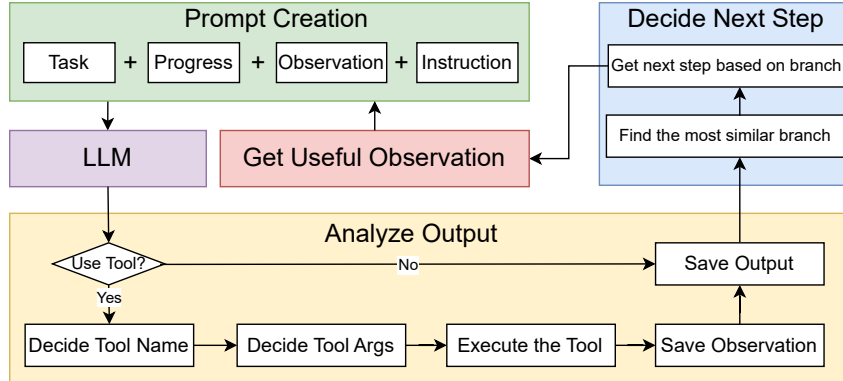 Prompt Creation
Task + Progress + Observation + Instruction
Decide Next Step
Get next step based on branch
Find the most similar branch
LLM
Get Useful Observation
Analyze Output
Use Tool?
No
Save Output
Yes
Decide Tool Name
Decide Tool Args
Execute the Tool
Save Observation